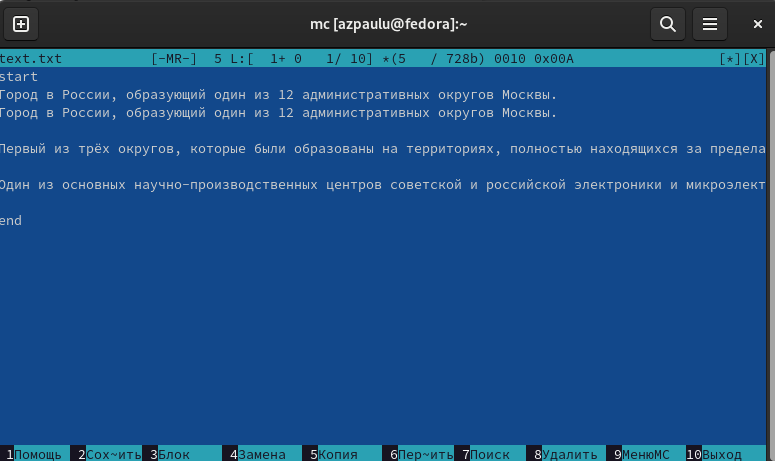 mc [azpaulu@fedora]:~
text.txt [-MR-] 5 L:[ 1+ 0 1/ 10] *(5 / 728b) 0010 0x00A [*][X]
start
Город в России, образующий один из 12 административных округов Москвы.
Город в России, образующий один из 12 административных округов Москвы.
Первый из трёх округов, которые были образованы на территориях, полностью находящихся за предела
Один из основных научно-производственных центров советской и российской электроники и микроэлект
end
1Помощь 2Сох~ить 3Блок 4Замена 5Копия 6Пер~ить 7Поиск 8Удалить 9МенюMC 10Выход